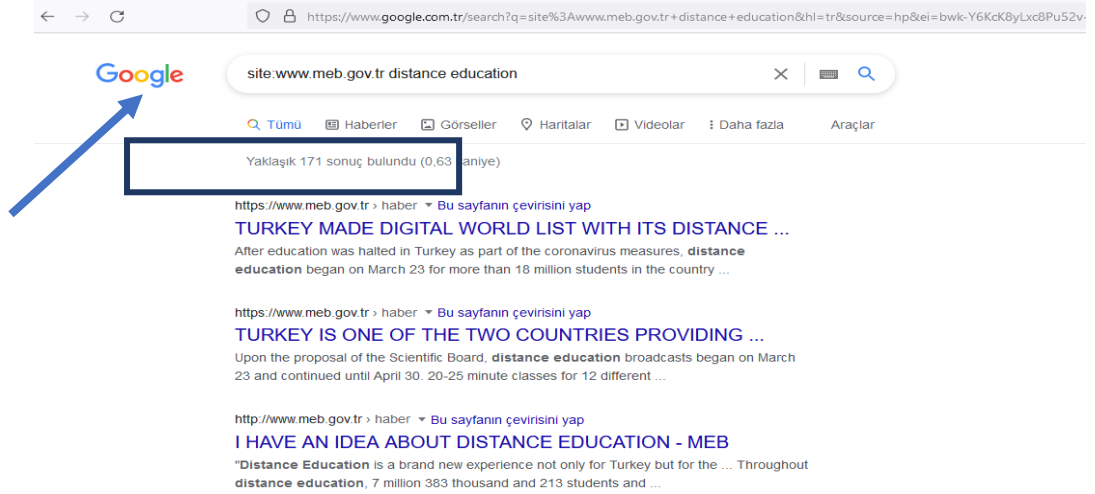 https://www.google.com.tr/search?q=site%3Awww.meb.gov.tr+distance+education&hl=tr&source=hp&ei=bwk-Y6KcK8yLxc8Pu52v-
Google
site:www.meb.gov.tr distance education
Tümü Haberler Görseller Haritalar Videolar Daha fazla Araçlar
Yaklaşık 171 sonuç bulundu (0,63 saniye)
https://www.meb.gov.tr › haber Bu sayfanın çevirisini yap
TURKEY MADE DIGITAL WORLD LIST WITH ITS DISTANCE ...
After education was halted in Turkey as part of the coronavirus measures, distance
education began on March 23 for more than 18 million students in the country ...
https://www.meb.gov.tr › haber Bu sayfanın çevirisini yap
TURKEY IS ONE OF THE TWO COUNTRIES PROVIDING ...
Upon the proposal of the Scientific Board, distance education broadcasts began on March
23 and continued until April 30. 20-25 minute classes for 12 different ...
http://www.meb.gov.tr › haber Bu sayfanın çevirisini yap
I HAVE AN IDEA ABOUT DISTANCE EDUCATION - MEB
"Distance Education is a brand new experience not only for Turkey but for the ... Throughout
distance education, 7 million 383 thousand and 213 students and ...